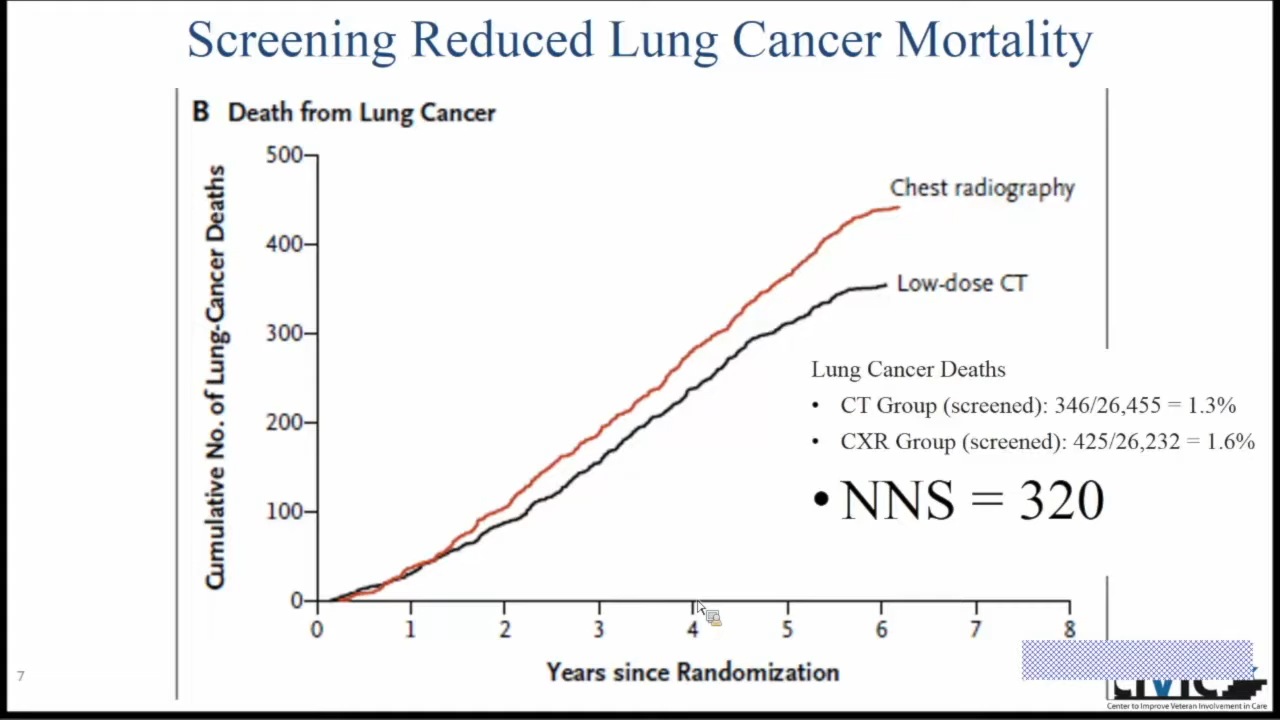 Screening Reduced Lung Cancer Mortality
B Death from Lung Cancer
Cumulative No. of Lung-Cancer Deaths
500
400
300
200
100
0
Chest radiography
Low-dose CT
Lung Cancer Deaths
• CT Group (screened): 346/26,455 = 1.3%
• CXR Group (screened): 425/26,232 = 1.6%
• NNS = 320
0 1 2 3 4 5 6 7 8
Years since Randomization
7
Center to Improve Veteran Involvement in Care